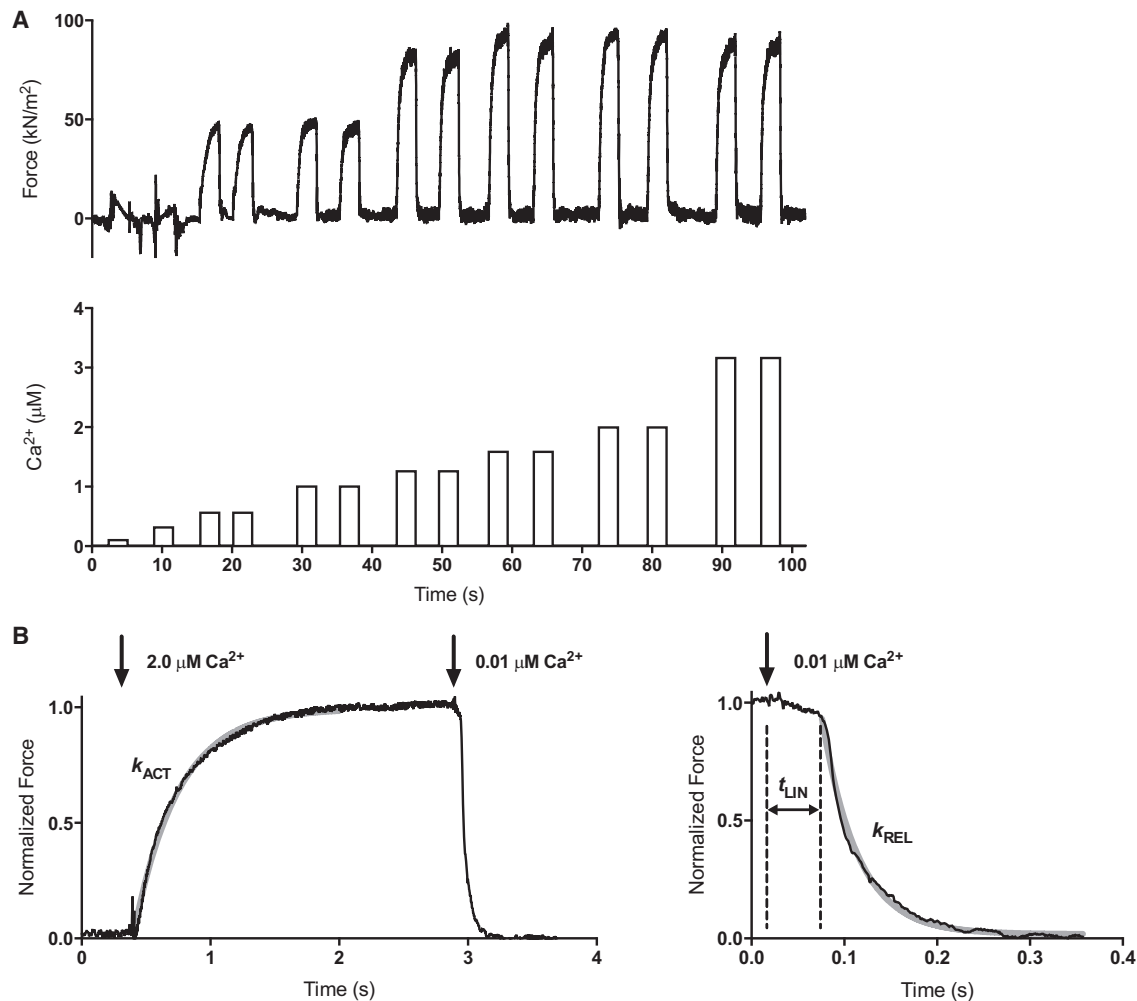 A
100
50
0
Force (kN/m²)
4
3
2
1
0
Ca²⁺ (μM)
0 10 20 30 40 50 60 70 80 90 100
Time (s)
B
2.0 μM Ca²⁺
0.01 μM Ca²⁺
1.0
0.5
0.0
Normalized Force
kACT
0 1 2 3 4
Time (s)
0.01 μM Ca²⁺
1.0
0.5
0.0
Normalized Force
tLIN
kREL
0.0 0.1 0.2 0.3 0.4
Time (s)